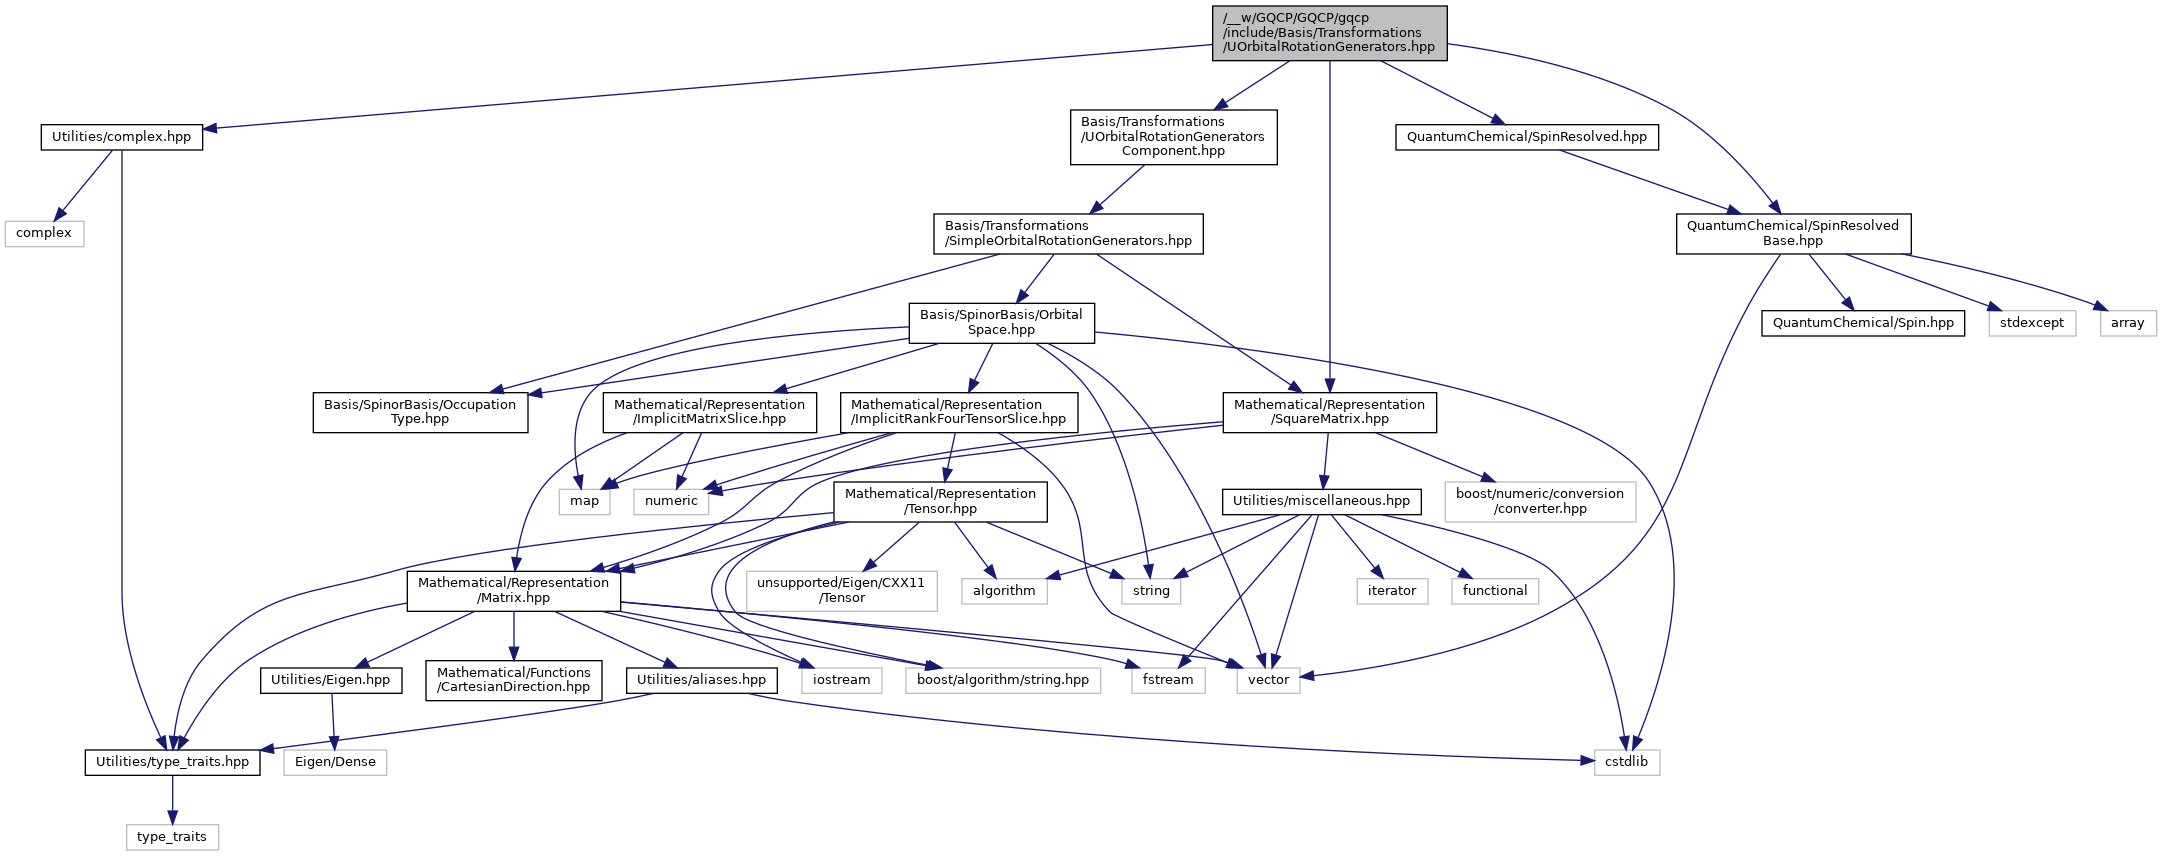 /__w/GQCP/GQCP/gqcp
/include/Basis/Transformations
/UOrbitalRotationGenerators.hpp
Utilities/complex.hpp
Basis/Transformations
/UOrbitalRotationGenerators
Component.hpp
QuantumChemical/SpinResolved.hpp
complex
Basis/Transformations
/SimpleOrbitalRotationGenerators.hpp
QuantumChemical/SpinResolved
Base.hpp
Basis/SpinorBasis/Orbital
Space.hpp
QuantumChemical/Spin.hpp
stdexcept
array
Basis/SpinorBasis/Occupation
Type.hpp
Mathematical/Representation
/ImplicitMatrixSlice.hpp
Mathematical/Representation
/ImplicitRankFourTensorSlice.hpp
Mathematical/Representation
/SquareMatrix.hpp
map
numeric
Mathematical/Representation
/Tensor.hpp
Utilities/miscellaneous.hpp
boost/numeric/conversion
/converter.hpp
Mathematical/Representation
/Matrix.hpp
unsupported/Eigen/CXX11
/Tensor
algorithm
string
iterator
functional
Utilities/Eigen.hpp
Mathematical/Functions
/CartesianDirection.hpp
Utilities/aliases.hpp
iostream
boost/algorithm/string.hpp
fstream
vector
Utilities/type_traits.hpp
Eigen/Dense
cstdlib
type_traits